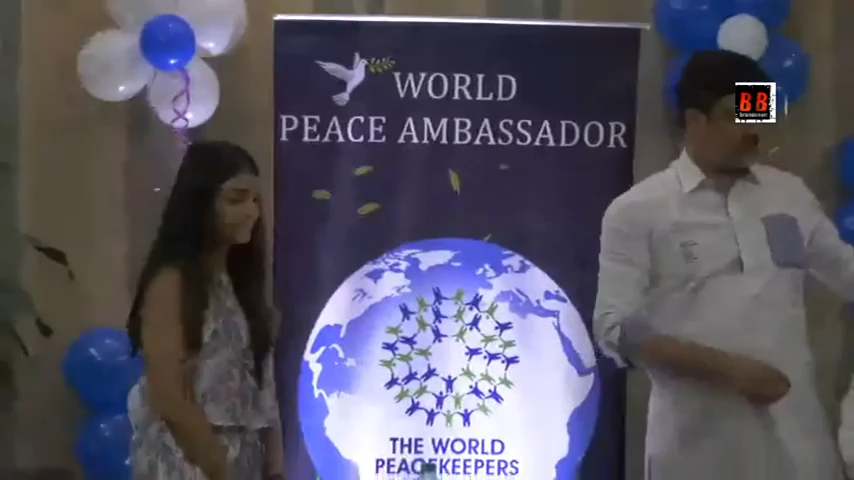 WORLD
PEACE AMBASSADOR
BB
THE WORLD
PEACEKEEPERS